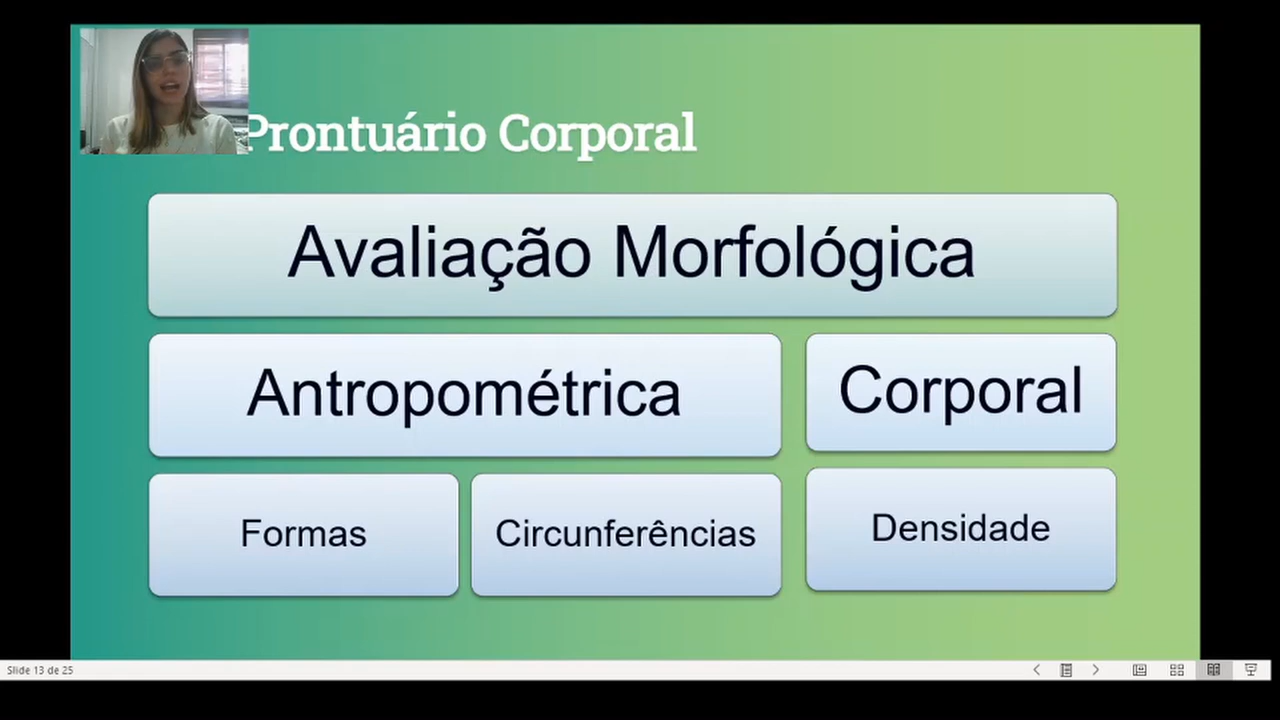 Prontuário Corporal
Avaliação Morfológica
Antropométrica
Corporal
Formas
Circunferências
Densidade
Slide 13 de 25